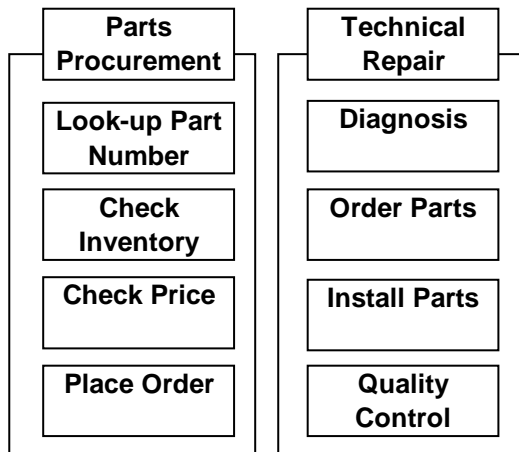 Parts
Procurement
Look-up Part
Number
Check
Inventory
Check Price
Place Order
Technical
Repair
Diagnosis
Order Parts
Install Parts
Quality
Control